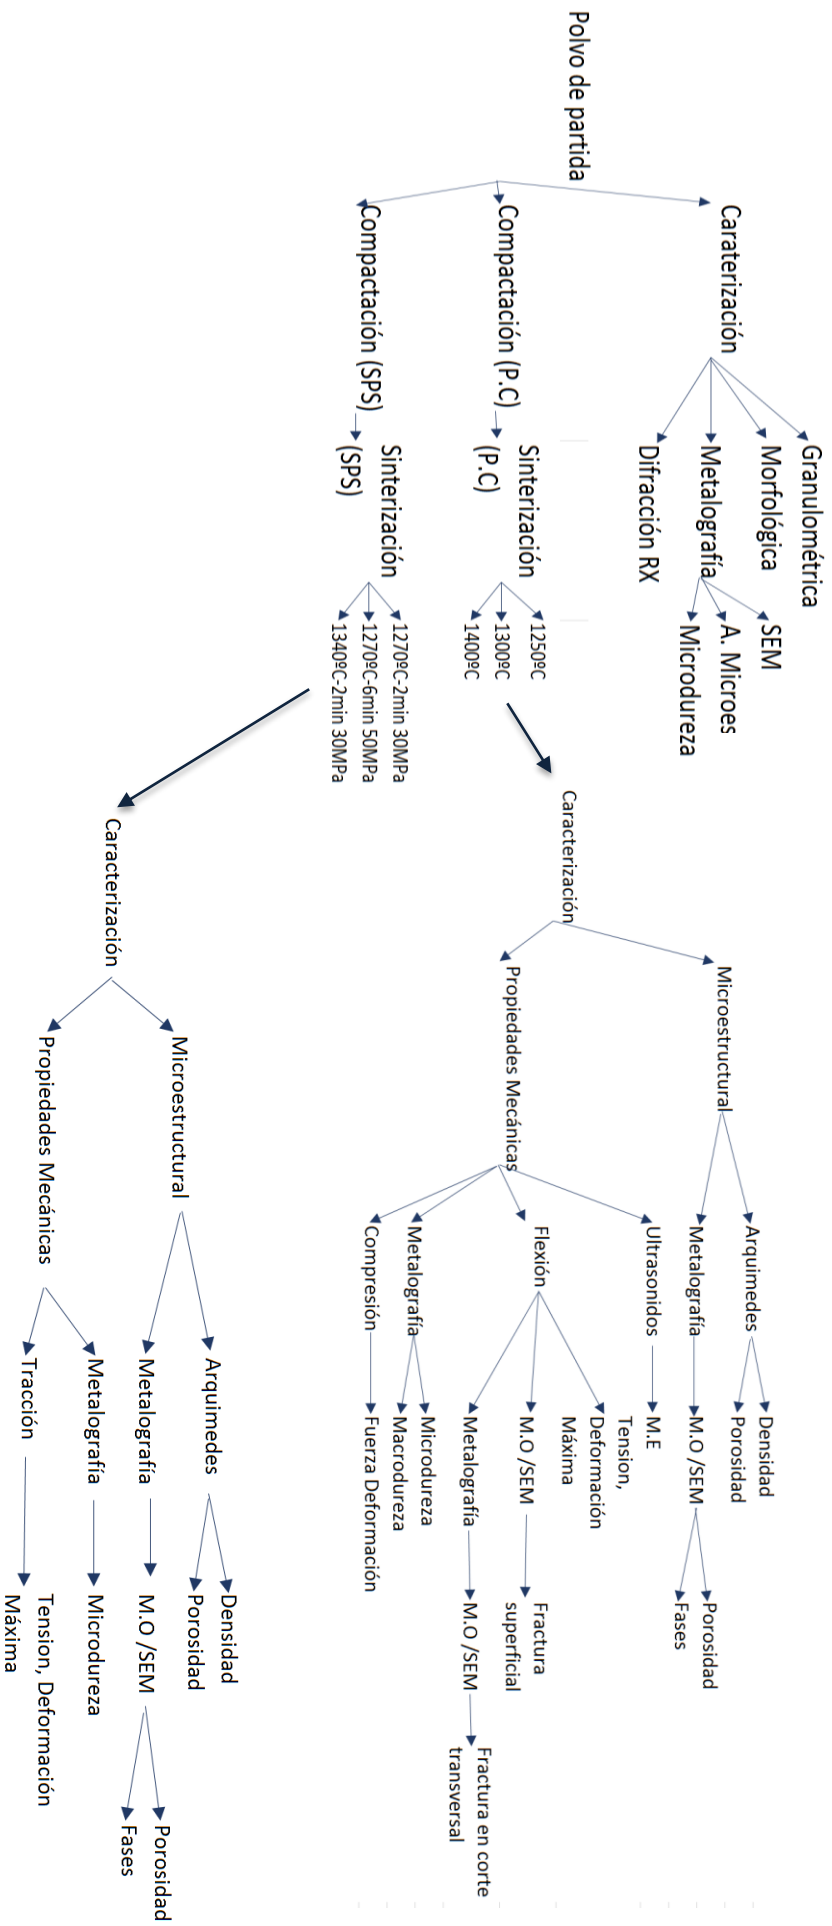 Polvo de partida
Caraterización
Granulométrica
Morfológica
Metalografía
SEM
A. Microes
Microdureza
Difracción RX
Compactación (P.C)
Sinterización
(P.C)
1250ºC
1300ºC
1400ºC
Compactación (SPS)
Sinterización
(SPS)
1270ºC-2min 30MPa
1270ºC-6min 50MPa
1340ºC-2min 30MPa
Caracterización
Microestructural
Arquimedes
Densidad
Porosidad
Metalografía
M.O /SEM
Porosidad
Fases
Propiedades Mecánicas
Ultrasonidos
M.E
Flexión
Tension,
Deformación
Máxima
M.O /SEM
Fractura
superficial
Metalografía
M.O /SEM
Fractura en corte
transversal
Metalografía
Microdureza
Macrodureza
Compresión
Fuerza Deformación
Caracterización
Microestructural
Arquimedes
Densidad
Porosidad
Metalografía
M.O /SEM
Porosidad
Fases
Propiedades Mecánicas
Metalografía
Microdureza
Tracción
Tension, Deformación
Máxima